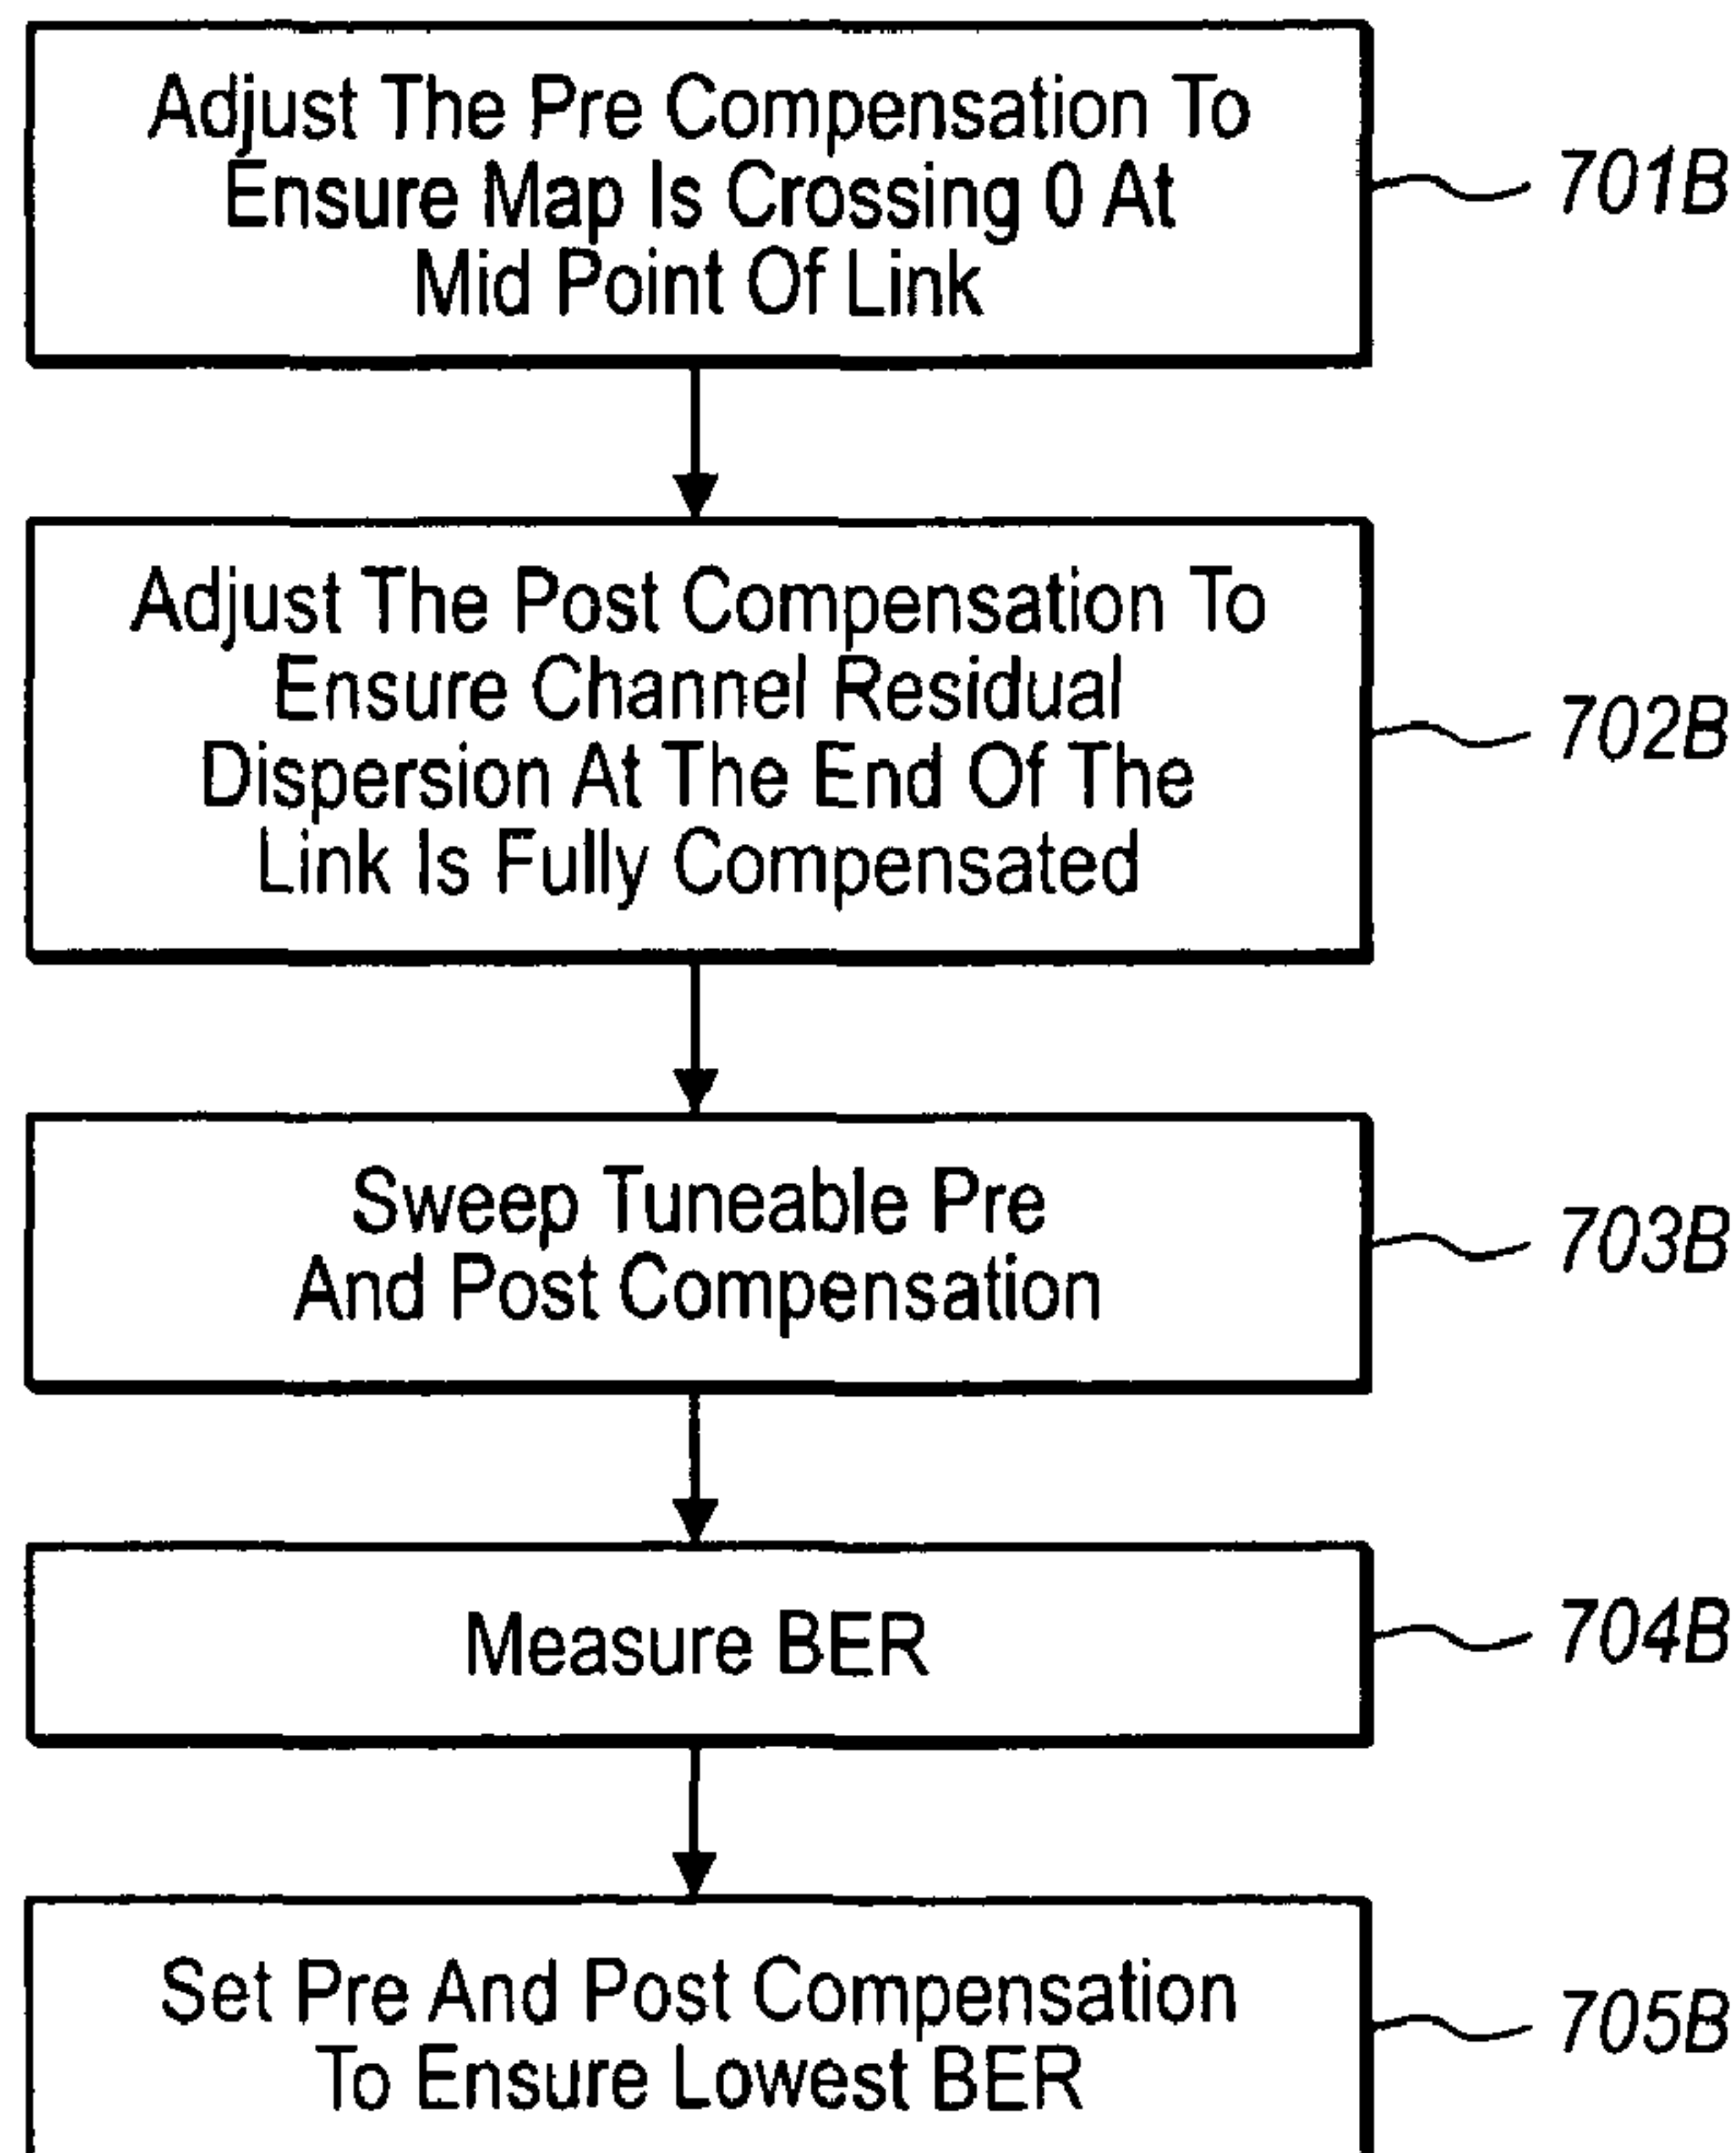 Adjust The Pre Compensation To
Ensure Map Is Crossing 0 At
Mid Point Of Link
701B
Adjust The Post Compensation To
Ensure Channel Residual
Dispersion At The End Of The
Link Is Fully Compensated
702B
Sweep Tuneable Pre
And Post Compensation
703B
Measure BER
704B
Set Pre And Post Compensation
To Ensure Lowest BER
705B